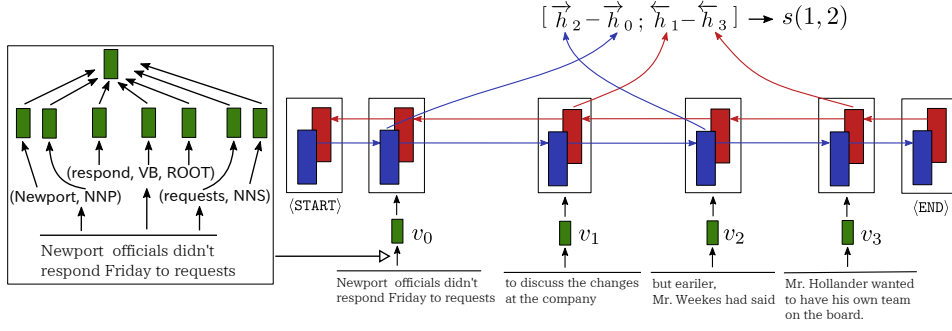 [ h⃗₂ − h⃗₀ ; h⃖₁ − h⃖₃ ] → s(1, 2)
(respond, VB, ROOT)
(Newport, NNP) (requests, NNS)
Newport officials didn't
respond Friday to requests
⟨START⟩
⟨END⟩
v₀
v₁
v₂
v₃
Newport officials didn't
respond Friday to requests
to discuss the changes
at the company
but eariler,
Mr. Weekes had said
Mr. Hollander wanted
to have his own team
on the board.